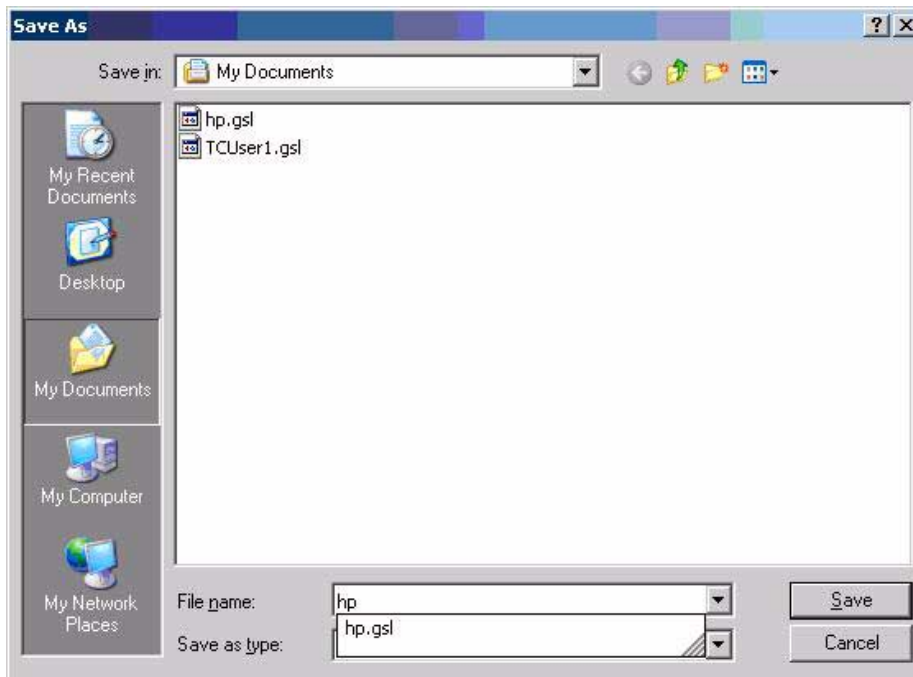 Save As
Save in: My Documents
hp.gsl
TCUser1.gsl
My Recent
Documents
Desktop
My Documents
My Computer
My Network
Places
File name: hp
Save
hp.gsl
Save as type:
Cancel